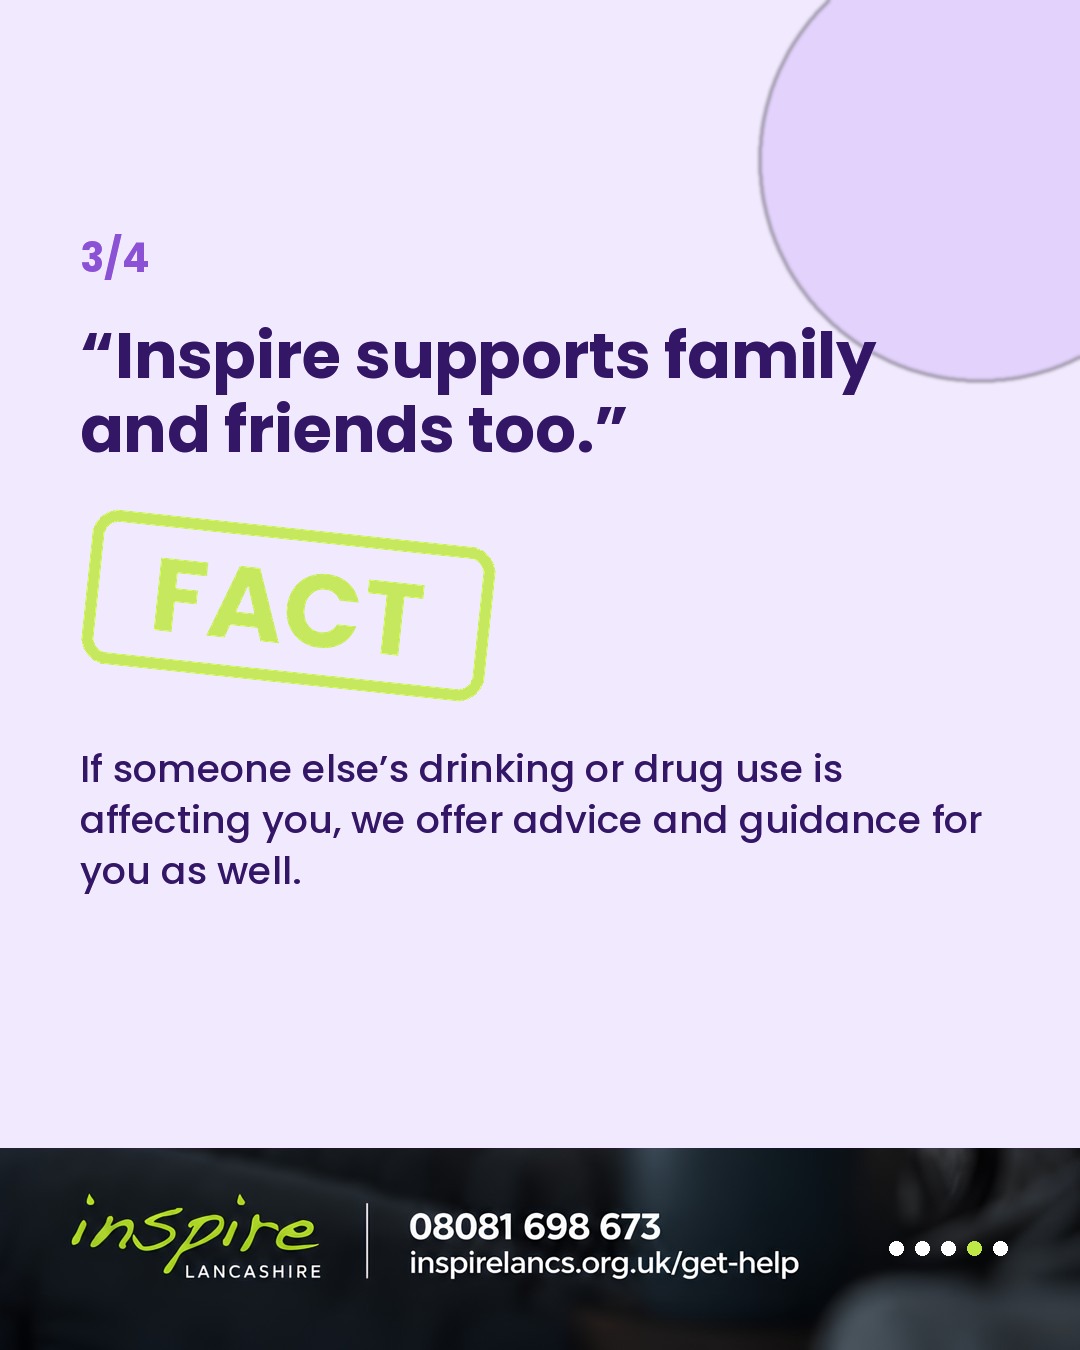 3/4
“Inspire supports family
and friends too.”
FACT
If someone else’s drinking or drug use is
affecting you, we offer advice and guidance for
you as well.
inspire
LANCASHIRE
08081 698 673
inspirelancs.org.uk/get-help